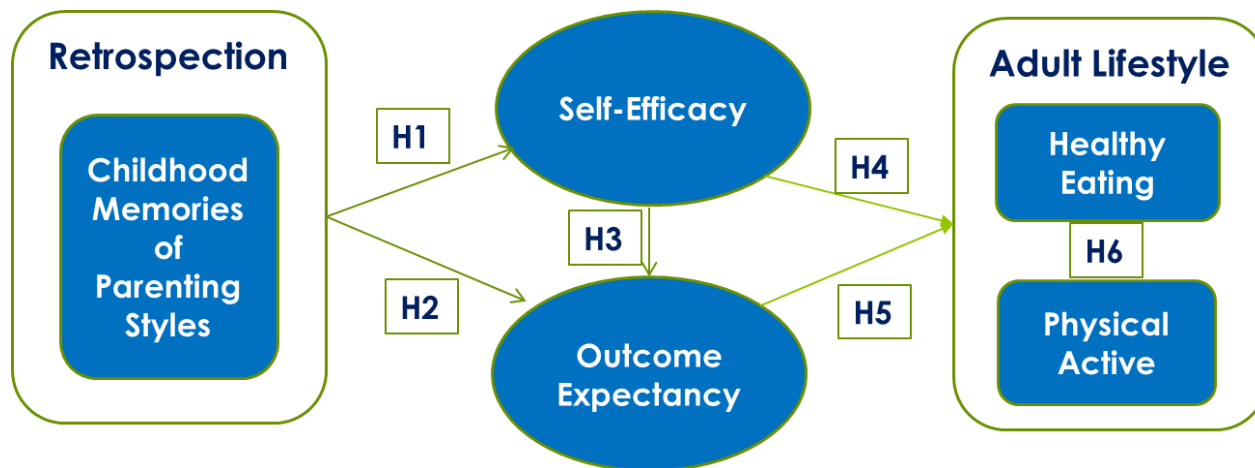 Retrospection
Childhood
Memories
of
Parenting
Styles
H1
H2
Self-Efficacy
H3
Outcome
Expectancy
H4
H5
Adult Lifestyle
Healthy
Eating
H6
Physical
Active